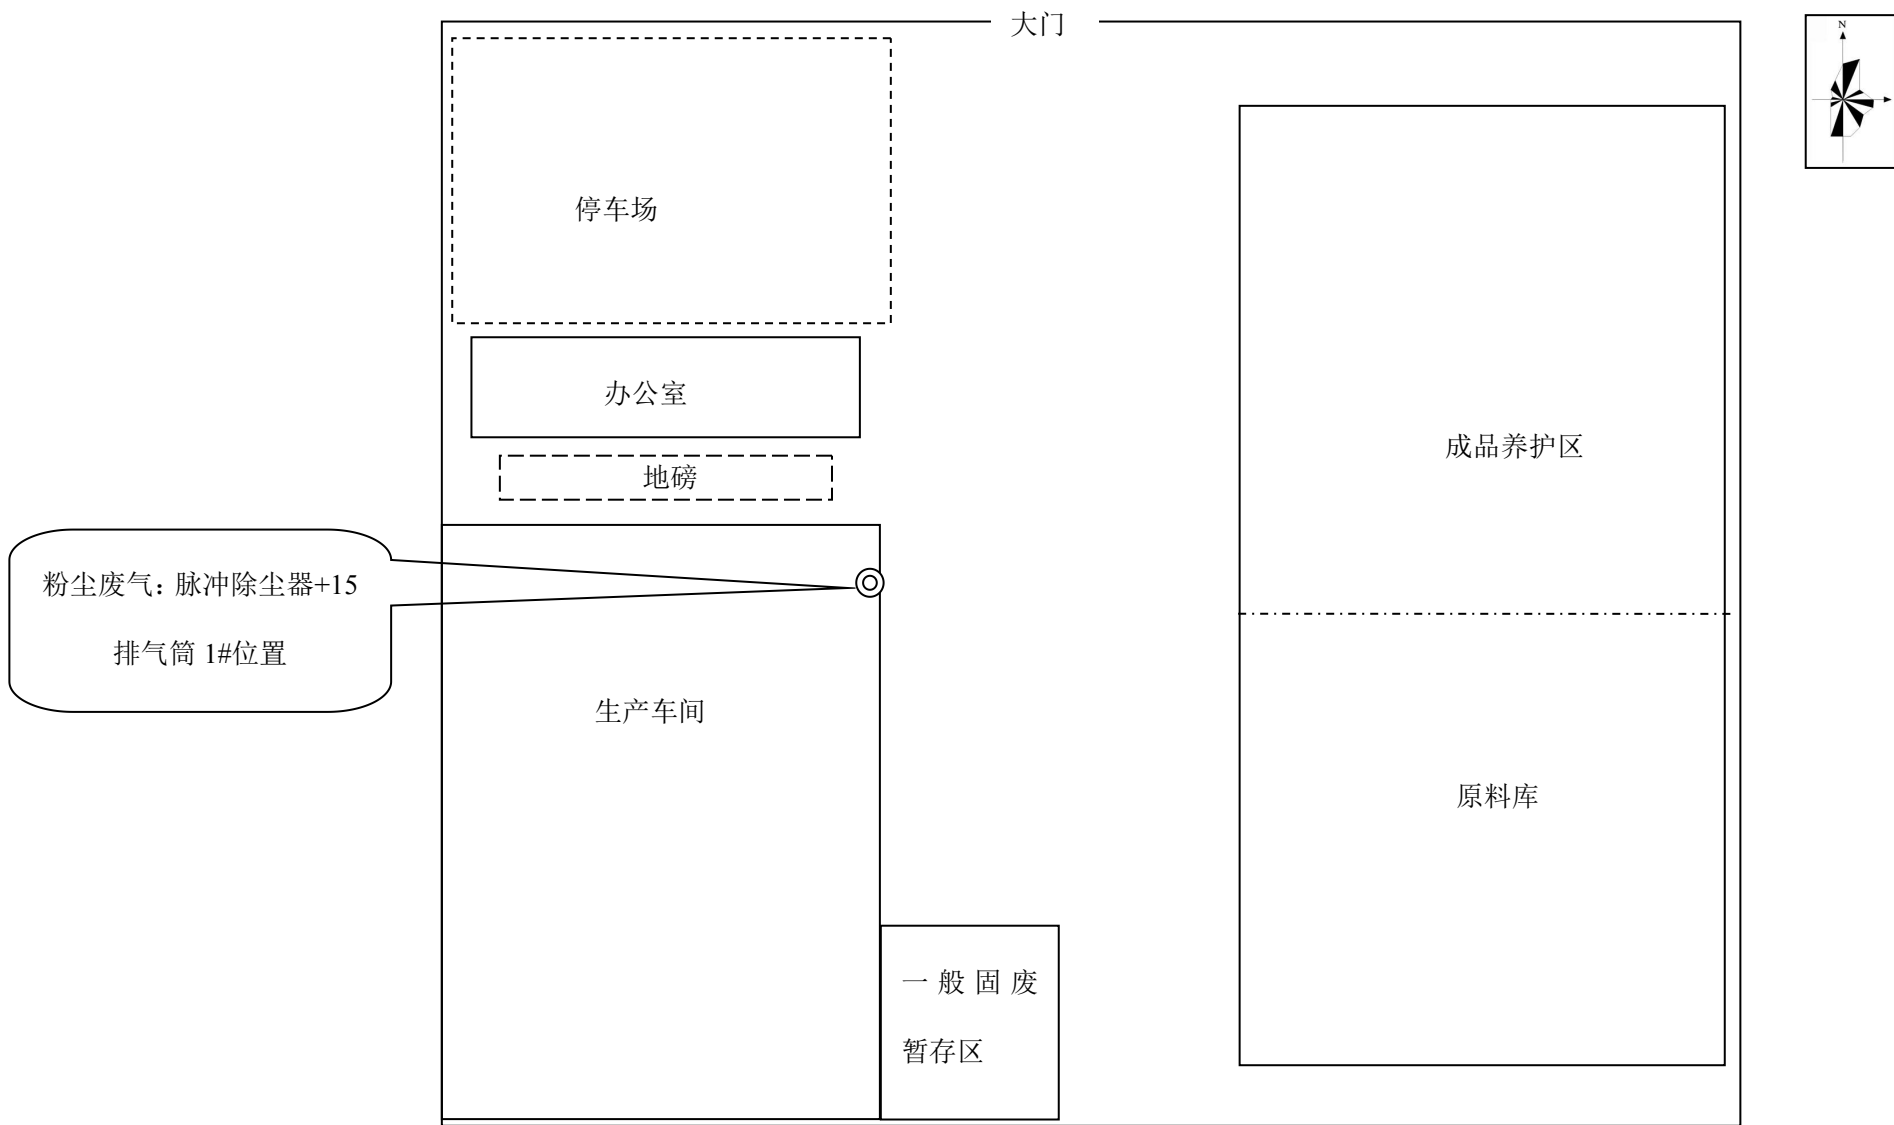 大门
N
停车场
办公室
地磅
成品养护区
粉尘废气：脉冲除尘器+15
排气筒 1#位置
生产车间
原料库
一般固废
暂存区